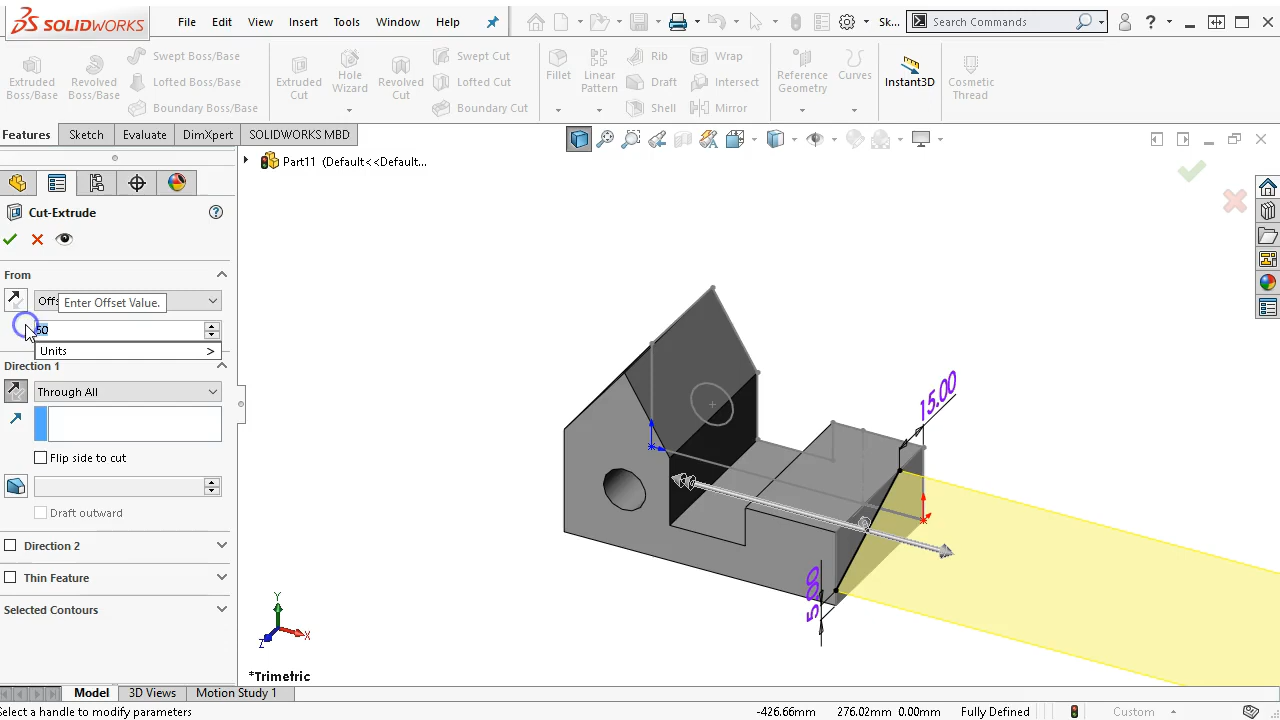 SOLIDWORKS
File Edit View Insert Tools Window Help
Sk...
Search Commands
Extruded Boss/Base
Revolved Boss/Base
Swept Boss/Base
Lofted Boss/Base
Boundary Boss/Base
Extruded Cut
Hole Wizard
Revolved Cut
Swept Cut
Lofted Cut
Boundary Cut
Fillet
Linear Pattern
Rib
Draft
Shell
Wrap
Intersect
Mirror
Reference Geometry
Curves
Instant3D
Cosmetic Thread
Features Sketch Evaluate DimXpert SOLIDWORKS MBD
Part11 (Default<<Default...
Cut-Extrude
From
Enter Offset Value.
50
Units >
Direction 1
Through All
Flip side to cut
Draft outward
Direction 2
Thin Feature
Selected Contours
15.00
5.00
Y
X
Z
*Trimetric
Model 3D Views Motion Study 1
Select a handle to modify parameters
-426.66mm 276.02mm 0.00mm Fully Defined Custom